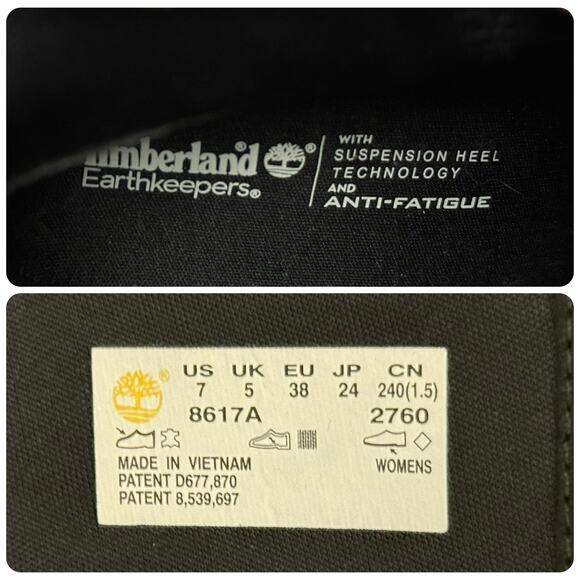 Timberland®
Earthkeepers®
WITH
SUSPENSION HEEL
TECHNOLOGY
AND
ANTI-FATIGUE
US UK EU JP CN
7 5 38 24 240(1.5)
8617A 2760
WOMENS
MADE IN VIETNAM
PATENT D677,870
PATENT 8,539,697